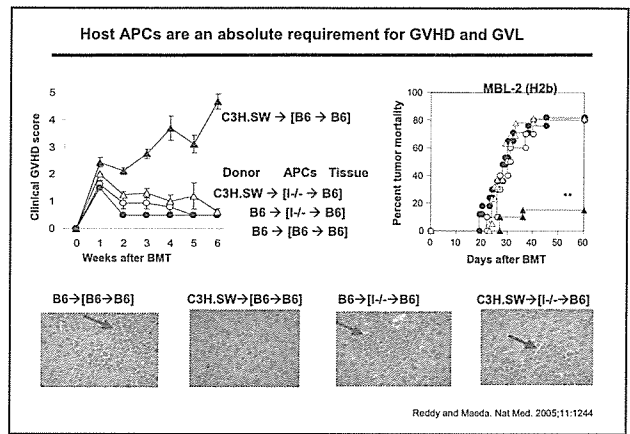 Host APCs are an absolute requirement for GVHD and GVL
5
4
3
2
1
0
Clinical GVHD score
0 1 2 3 4 5 6
Weeks after BMT
C3H.SW → [B6 → B6]
Donor APCs Tissue
C3H.SW → [I-/- → B6]
B6 → [I-/- → B6]
B6 → [B6 → B6]
MBL-2 (H2b)
100
80
60
40
20
0
Percent tumor mortality
**
0 10 20 30 40 50 60
Days after BMT
B6→[B6→B6]
C3H.SW→[B6→B6]
B6→[I-/-→B6]
C3H.SW→[I-/-→B6]
Reddy and Maeda. Nat Med. 2005;11:1244